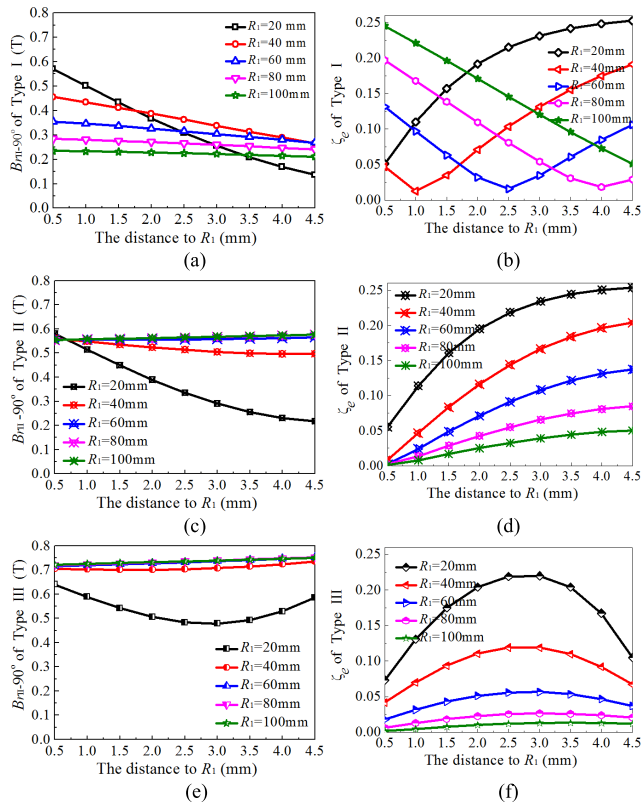 0.8
0.7
0.6
0.5
0.4
0.3
0.2
0.1
0.0
BrII-90° of Type I (T)
R1=20 mm
R1=40 mm
R1=60 mm
R1=80 mm
R1=100mm
0.5 1.0 1.5 2.0 2.5 3.0 3.5 4.0 4.5
The distance to R1 (mm)
(a)
0.25
0.20
0.15
0.10
0.05
0.00
ζe of Type I
R1=20mm
R1=40mm
R1=60mm
R1=80mm
R1=100mm
0.5 1.0 1.5 2.0 2.5 3.0 3.5 4.0 4.5
The distance to R1 (mm)
(b)
0.8
0.7
0.6
0.5
0.4
0.3
0.2
0.1
0.0
BrII-90° of Type II (T)
R1=20mm
R1=40mm
R1=60mm
R1=80mm
R1=100mm
0.5 1.0 1.5 2.0 2.5 3.0 3.5 4.0 4.5
The distance to R1 (mm)
(c)
0.25
0.20
0.15
0.10
0.05
0.00
ζe of Type II
R1=20mm
R1=40mm
R1=60mm
R1=80mm
R1=100mm
0.5 1.0 1.5 2.0 2.5 3.0 3.5 4.0 4.5
The distance to R1 (mm)
(d)
0.8
0.7
0.6
0.5
0.4
0.3
0.2
0.1
0.0
BrII-90° of Type III (T)
R1=20mm
R1=40mm
R1=60mm
R1=80mm
R1=100mm
0.5 1.0 1.5 2.0 2.5 3.0 3.5 4.0 4.5
The distance to R1 (mm)
(e)
0.25
0.20
0.15
0.10
0.05
0.00
ζe of Type III
R1=20mm
R1=40mm
R1=60mm
R1=80mm
R1=100mm
0.5 1.0 1.5 2.0 2.5 3.0 3.5 4.0 4.5
The distance to R1 (mm)
(f)